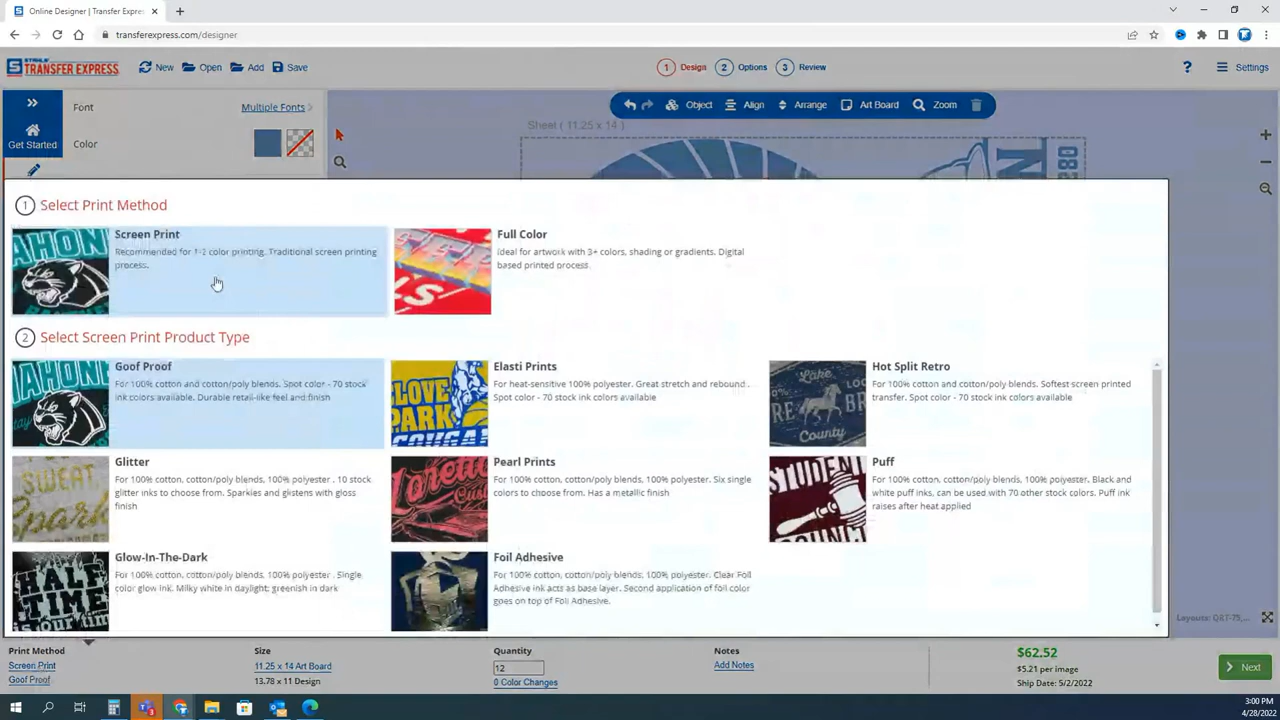 Online Designer | Transfer Express
transferexpress.com/designer
STAHLS'
TRANSFER EXPRESS
New
Open
Add
Save
1 Design
2 Options
3 Review
?
Settings
Get Started
Font
Multiple Fonts
Color
Object
Align
Arrange
Art Board
Zoom
Sheet ( 11.25 x 14 )
1 Select Print Method
Screen Print
Recommended for 1-2 color printing. Traditional screen printing
process.
Full Color
Ideal for artwork with 3+ colors, shading or gradients. Digital
based printed process.
2 Select Screen Print Product Type
Goof Proof
For 100% cotton and cotton/poly blends. Spot color - 70 stock
ink colors available. Durable retail-like feel and finish
Elasti Prints
For heat-sensitive 100% polyester. Great stretch and rebound .
Spot color - 70 stock ink colors available
Hot Split Retro
For 100% cotton and cotton/poly blends. Softest screen printed
transfer. Spot color - 70 stock ink colors available
Glitter
For 100% cotton, cotton/poly blends, 100% polyester . 10 stock
glitter inks to choose from. Sparkles and glistens with gloss
finish
Pearl Prints
For 100% cotton, cotton/poly blends, 100% polyester. Six single
colors to choose from. Has a metallic finish
Puff
For 100% cotton, cotton/poly blends, 100% polyester. Black and
white puff inks, can be used with 70 other stock colors. Puff ink
raises after heat applied
Glow-In-The-Dark
For 100% cotton, cotton/poly blends, 100% polyester . Single
color glow ink. Milky white in daylight; greenish in dark
Foil Adhesive
For 100% cotton, cotton/poly blends, 100% polyester. Clear Foil
Adhesive ink acts as base layer. Second application of foil color
goes on top of Foil Adhesive.
LOVE
PARK
COUGAR
Lake
County
HALF
TIME
is our time
Layouts: QRT-75,...
Print Method
Screen Print
Goof Proof
Size
11.25 x 14 Art Board
13.78 x 11 Design
Quantity
12
0 Color Changes
Notes
Add Notes
$62.52
$5.21 per image
Ship Date: 5/2/2022
Next
3:00 PM
4/28/2022